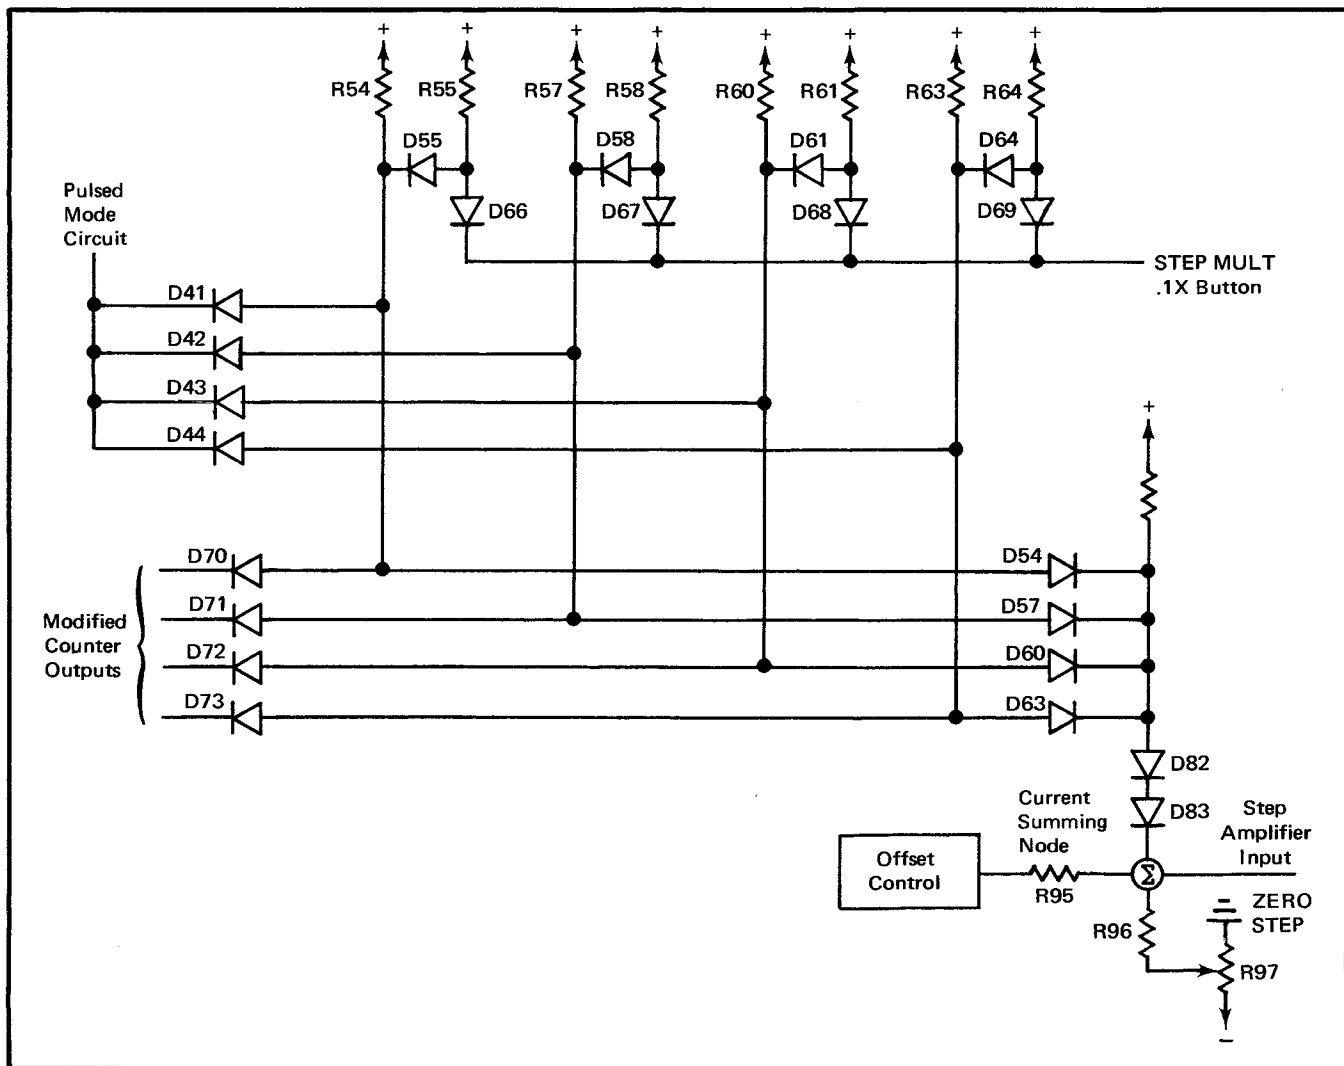 + + + + + + + +
R54 R55 R57 R58 R60 R61 R63 R64
D55 D58 D61 D64
Pulsed
Mode
Circuit
D66 D67 D68 D69
STEP MULT
.1X Button
D41
D42
D43
D44
+
D70 D54
D71 D57
D72 D60
D73 D63
Modified
Counter
Outputs
D82
D83
Current
Summing
Node
Step
Amplifier
Input
Offset
Control
R95
Σ
ZERO
STEP
R96
R97
−